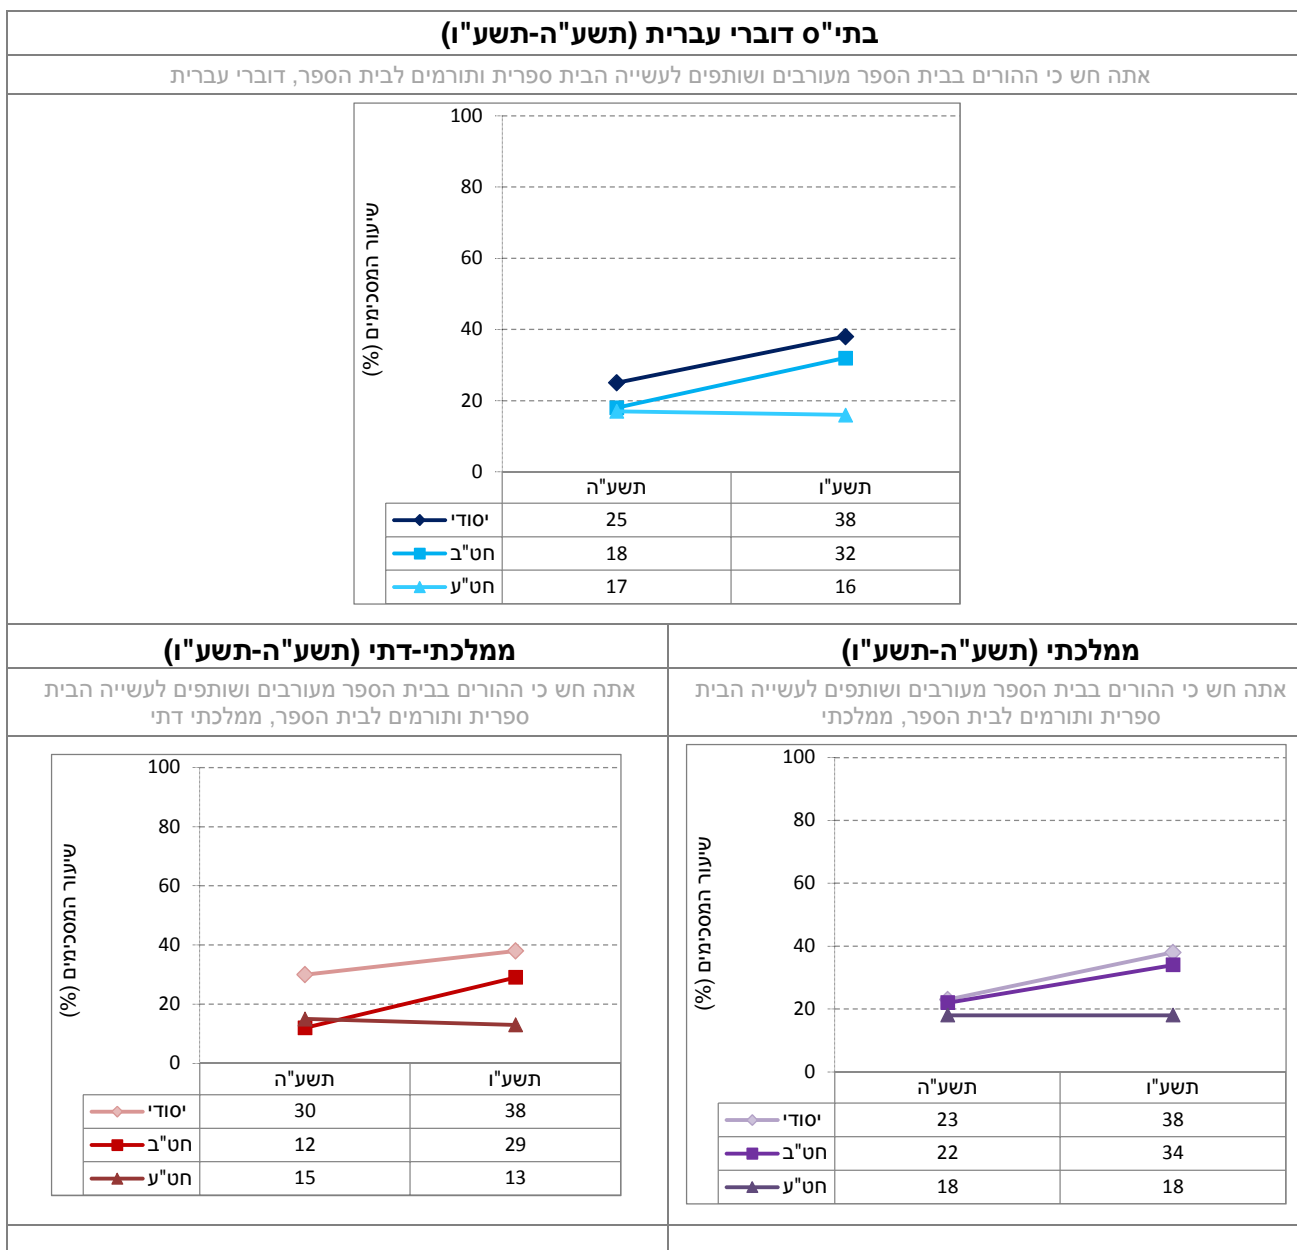 בתי"ס דוברי עברית (תשע"ה-תשע"ו)
אתה חש כי ההורים בבית הספר מעורבים ושותפים לעשייה הבית ספרית ותורמים לבית הספר, דוברי עברית
שיעור המסכימים (%)
100
80
60
40
20
0
תשע"ה תשע"ו
יסודי 25 38
חט"ב 18 32
חט"ע 17 16
ממלכתי (תשע"ה-תשע"ו)
אתה חש כי ההורים בבית הספר מעורבים ושותפים לעשייה הבית
ספרית ותורמים לבית הספר, ממלכתי
שיעור המסכימים (%)
100
80
60
40
20
0
תשע"ה תשע"ו
יסודי 23 38
חט"ב 22 34
חט"ע 18 18
ממלכתי-דתי (תשע"ה-תשע"ו)
אתה חש כי ההורים בבית הספר מעורבים ושותפים לעשייה הבית
ספרית ותורמים לבית הספר, ממלכתי דתי
שיעור המסכימים (%)
100
80
60
40
20
0
תשע"ה תשע"ו
יסודי 30 38
חט"ב 12 29
חט"ע 15 13